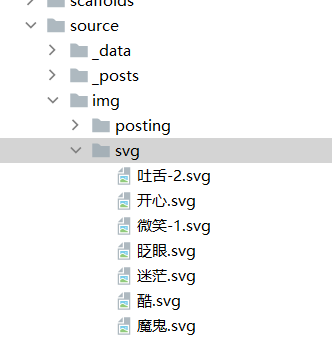 scaffolds
source
_data
_posts
img
posting
svg
吐舌-2.svg
开心.svg
微笑-1.svg
眨眼.svg
迷茫.svg
酷.svg
魔鬼.svg